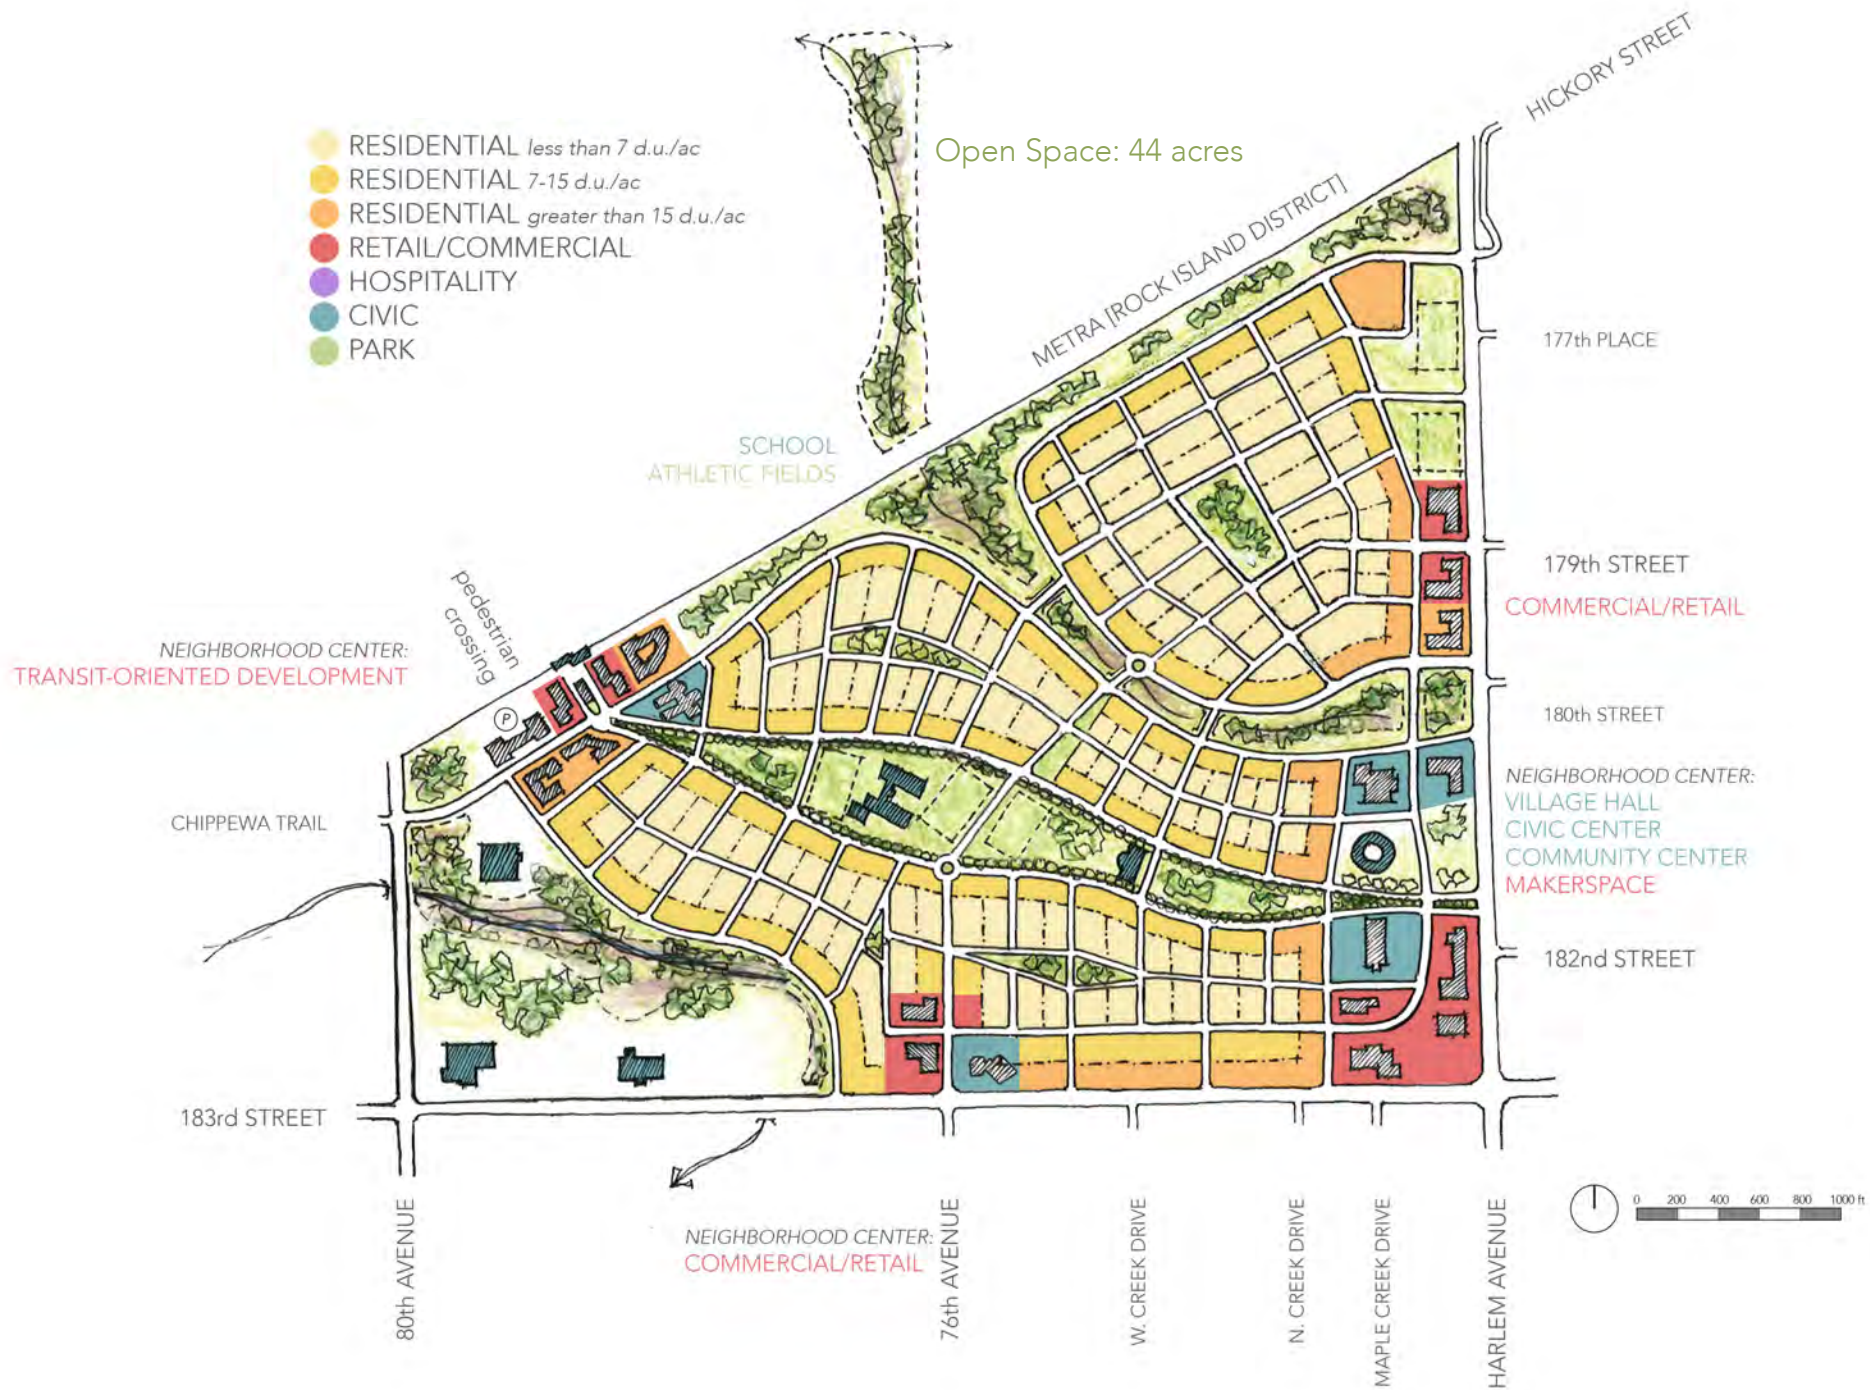 HICKORY STREET
RESIDENTIAL less than 7 d.u./ac
RESIDENTIAL 7-15 d.u./ac
RESIDENTIAL greater than 15 d.u./ac
RETAIL/COMMERCIAL
HOSPITALITY
CIVIC
PARK
Open Space: 44 acres
METRA [ROCK ISLAND DISTRICT]
177th PLACE
SCHOOL
ATHLETIC FIELDS
179th STREET
COMMERCIAL/RETAIL
pedestrian
crossing
NEIGHBORHOOD CENTER:
TRANSIT-ORIENTED DEVELOPMENT
P
180th STREET
NEIGHBORHOOD CENTER:
VILLAGE HALL
CIVIC CENTER
COMMUNITY CENTER
MAKERSPACE
CHIPPEWA TRAIL
182nd STREET
183rd STREET
NEIGHBORHOOD CENTER:
COMMERCIAL/RETAIL
80th AVENUE
76th AVENUE
W. CREEK DRIVE
N. CREEK DRIVE
MAPLE CREEK DRIVE
HARLEM AVENUE
0 200 400 600 800 1000 ft